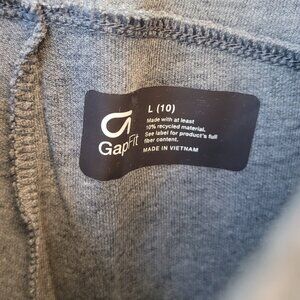 L (10)
Made with at least
10% recycled material.
See label for product's full
fiber content.
MADE IN VIETNAM
GapFit